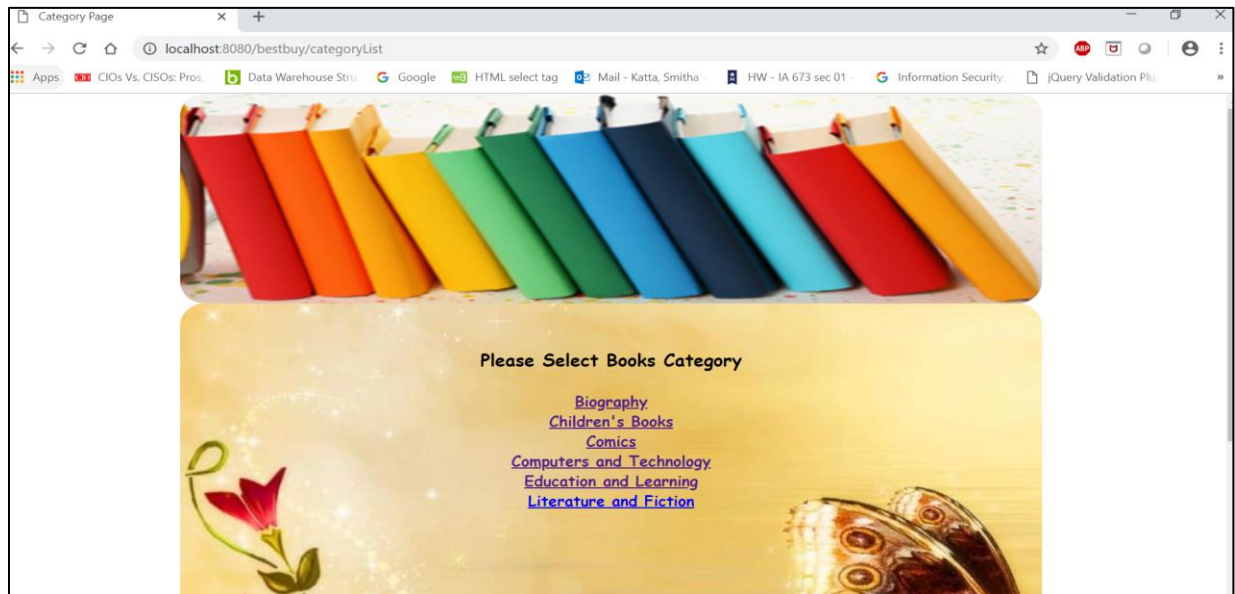 Category Page
localhost:8080/bestbuy/categoryList
ABP
Apps CIOs Vs. CISOs: Pros, Data Warehouse Stru Google HTML select tag Mail - Katta, Smitha - HW - IA 673 sec 01 - Information Security: jQuery Validation Plu »
Please Select Books Category
Biography
Children's Books
Comics
Computers and Technology
Education and Learning
Literature and Fiction